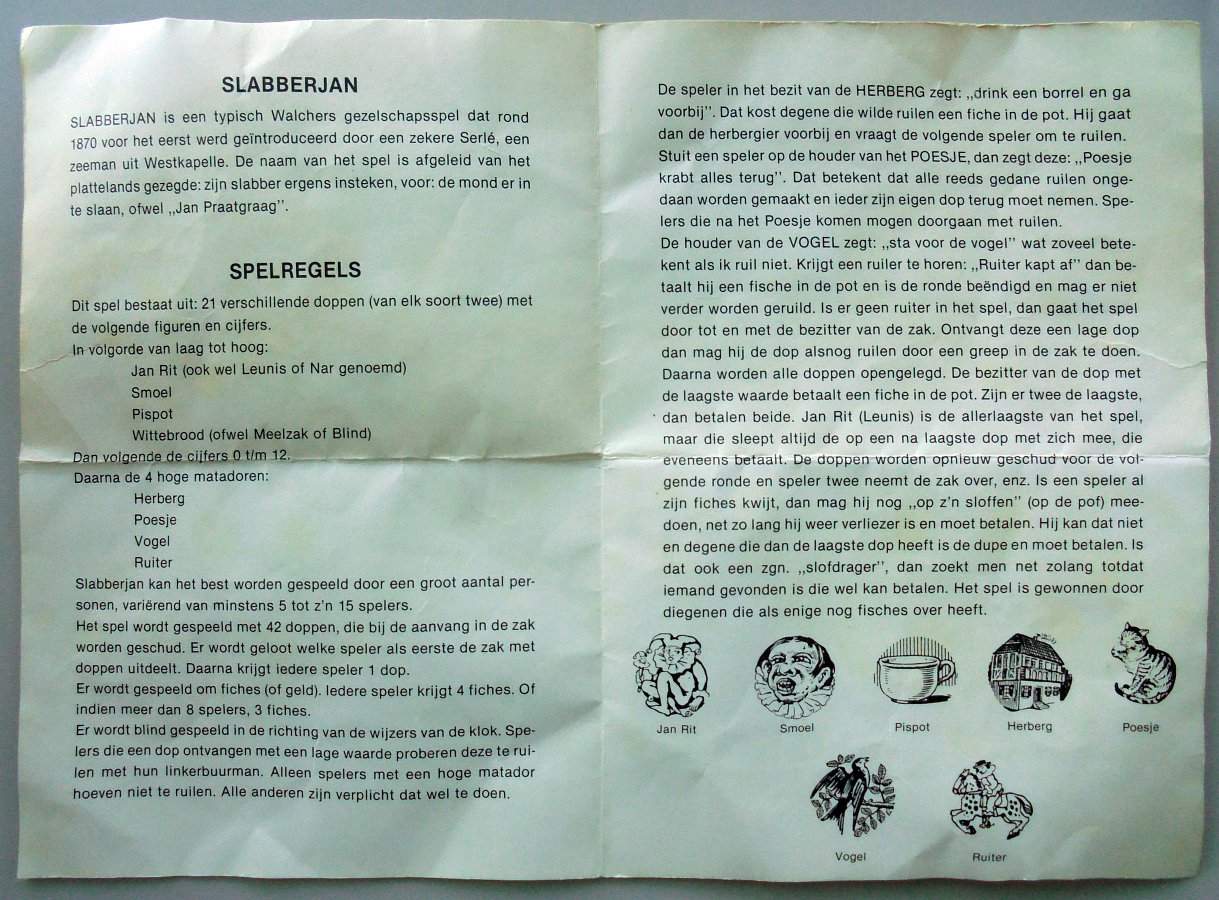 SLABBERJAN
SLABBERJAN is een typisch Walchers gezelschapsspel dat rond
1870 voor het eerst werd geïntroduceerd door een zekere Serlé, een
zeeman uit Westkapelle. De naam van het spel is afgeleid van het
plattelands gezegde: zijn slabber ergens insteken, voor: de mond er in
te slaan, ofwel ,,Jan Praatgraag”.
SPELREGELS
Dit spel bestaat uit: 21 verschillende doppen (van elk soort twee) met
de volgende figuren en cijfers.
In volgorde van laag tot hoog:
Jan Rit (ook wel Leunis of Nar genoemd)
Smoel
Pispot
Wittebrood (ofwel Meelzak of Blind)
Dan volgende de cijfers 0 t/m 12.
Daarna de 4 hoge matadoren:
Herberg
Poesje
Vogel
Ruiter
Slabberjan kan het best worden gespeeld door een groot aantal per-
sonen, variërend van minstens 5 tot z’n 15 spelers.
Het spel wordt gespeeld met 42 doppen, die bij de aanvang in de zak
worden geschud. Er wordt geloot welke speler als eerste de zak met
doppen uitdeelt. Daarna krijgt iedere speler 1 dop.
Er wordt gespeeld om fiches (of geld). Iedere speler krijgt 4 fiches. Of
indien meer dan 8 spelers, 3 fiches.
Er wordt blind gespeeld in de richting van de wijzers van de klok. Spe-
lers die een dop ontvangen met een lage waarde proberen deze te rui-
len met hun linkerbuurman. Alleen spelers met een hoge matador
hoeven niet te ruilen. Alle anderen zijn verplicht dat wel te doen.
De speler in het bezit van de HERBERG zegt: ,,drink een borrel en ga
voorbij”. Dat kost degene die wilde ruilen een fiche in de pot. Hij gaat
dan de herbergier voorbij en vraagt de volgende speler om te ruilen.
Stuit een speler op de houder van het POESJE, dan zegt deze: ,,Poesje
krabt alles terug”. Dat betekent dat alle reeds gedane ruilen onge-
daan worden gemaakt en ieder zijn eigen dop terug moet nemen. Spe-
lers die na het Poesje komen mogen doorgaan met ruilen.
De houder van de VOGEL zegt: ,,sta voor de vogel” wat zoveel bete-
kent als ik ruil niet. Krijgt een ruiler te horen: ,,Ruiter kapt af” dan be-
taalt hij een fische in de pot en is de ronde beëndigd en mag er niet
verder worden geruild. Is er geen ruiter in het spel, dan gaat het spel
door tot en met de bezitter van de zak. Ontvangt deze een lage dop
dan mag hij de dop alsnog ruilen door een greep in de zak te doen.
Daarna worden alle doppen opengelegd. De bezitter van de dop met
de laagste waarde betaalt een fiche in de pot. Zijn er twee de laagste,
dan betalen beide. Jan Rit (Leunis) is de allerlaagste van het spel,
maar die sleept altijd de op een na laagste dop met zich mee, die
eveneens betaalt. De doppen worden opnieuw geschud voor de vol-
gende ronde en speler twee neemt de zak over, enz. Is een speler al
zijn fiches kwijt, dan mag hij nog ,,op z’n sloffen” (op de pof) mee-
doen, net zo lang hij weer verliezer is en moet betalen. Hij kan dat niet
en degene die dan de laagste dop heeft is de dupe en moet betalen. Is
dat ook een zgn. ,,slofdrager”, dan zoekt men net zolang totdat
iemand gevonden is die wel kan betalen. Het spel is gewonnen door
diegenen die als enige nog fisches over heeft.
Jan Rit
Smoel
Pispot
Herberg
Poesje
Vogel
Ruiter